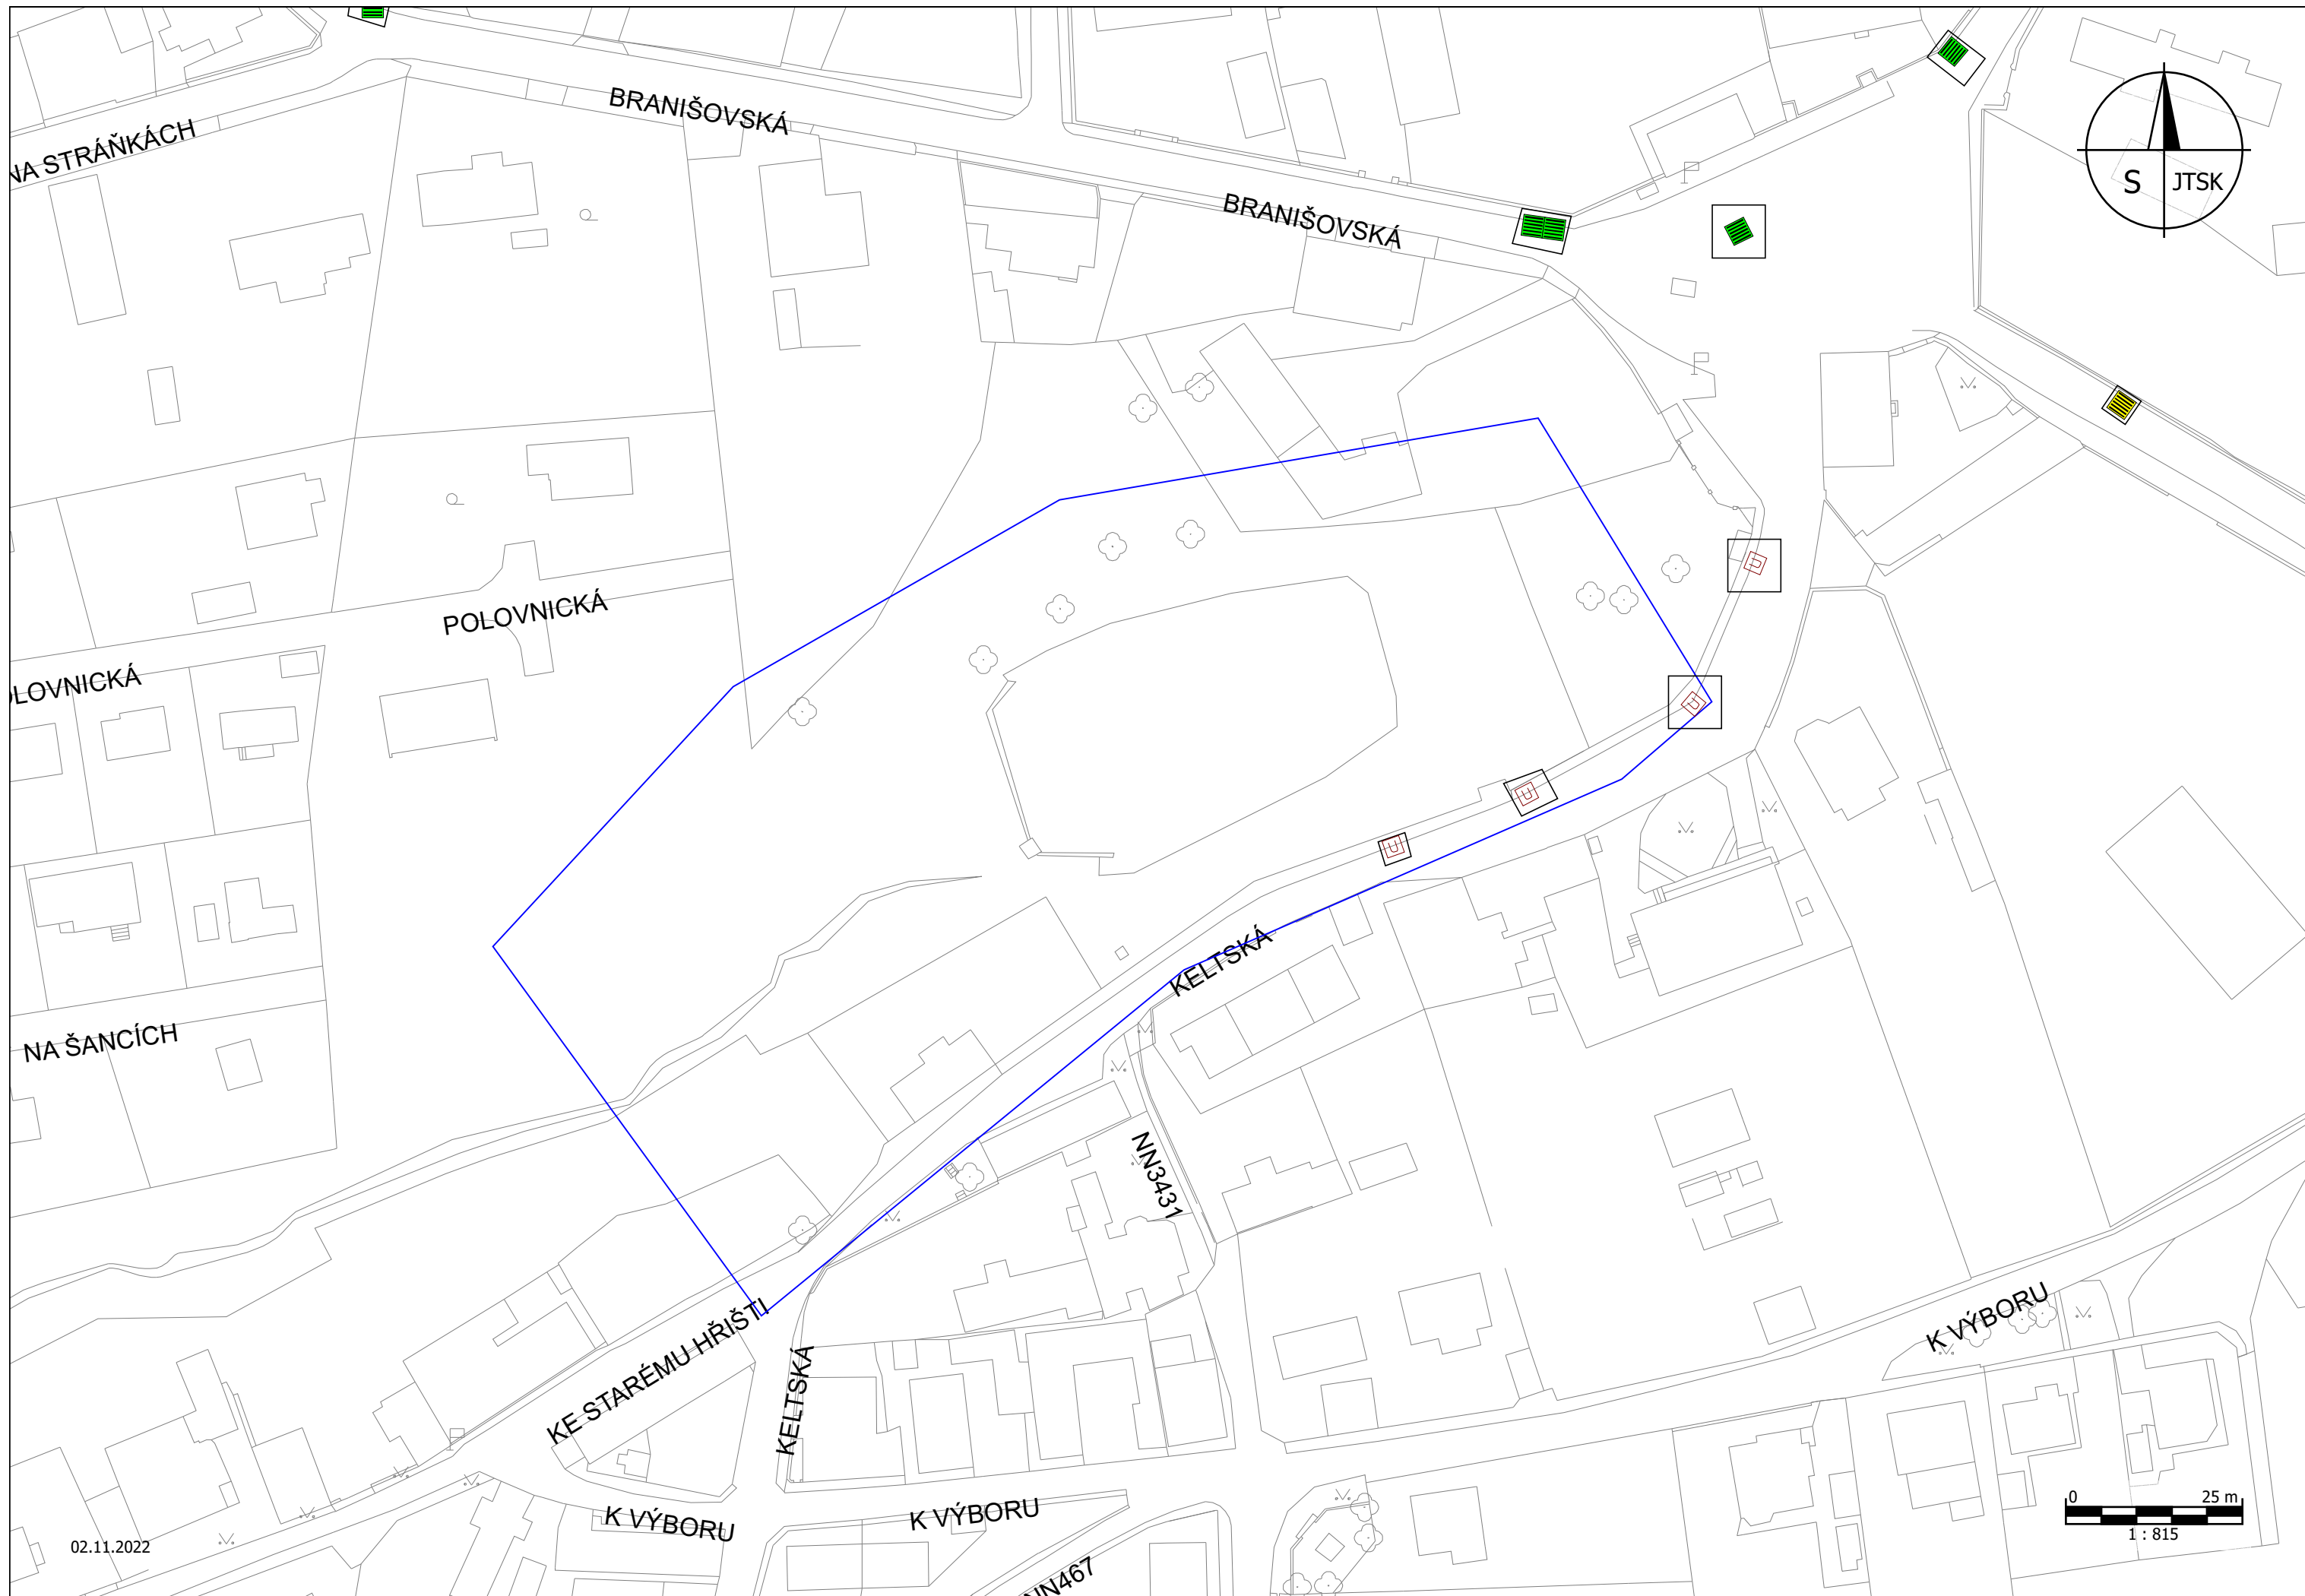 BRANIŠOVSKÁ
NA STRÁŇKÁCH
S JTSK
BRANIŠOVSKÁ
POLOVNICKÁ
OLOVNICKÁ
KELTSKÁ
NA ŠANCÍCH
NN3431
K VÝBORU
KE STARÉMU HŘIŠTI
KELTSKÁ
0 25 m
K VÝBORU
K VÝBORU
1 : 815
02.11.2022
NN467